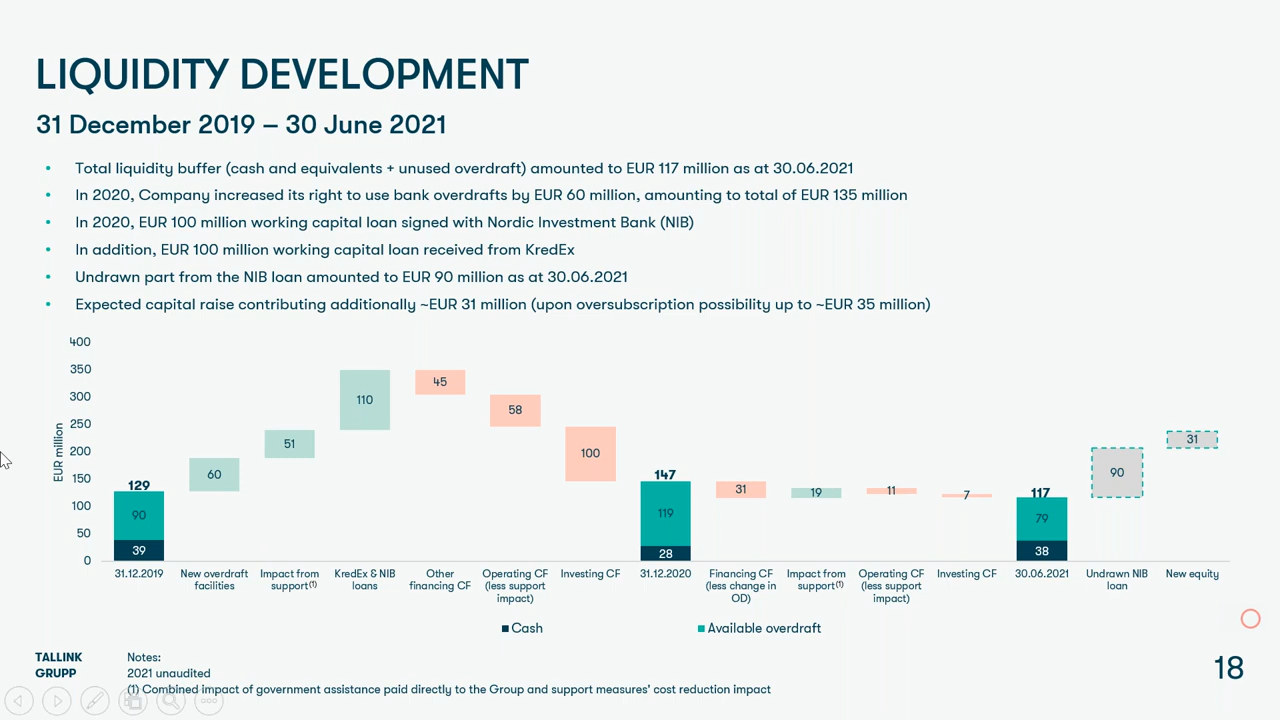 LIQUIDITY DEVELOPMENT
31 December 2019 – 30 June 2021
• Total liquidity buffer (cash and equivalents + unused overdraft) amounted to EUR 117 million as at 30.06.2021
• In 2020, Company increased its right to use bank overdrafts by EUR 60 million, amounting to total of EUR 135 million
• In 2020, EUR 100 million working capital loan signed with Nordic Investment Bank (NIB)
• In addition, EUR 100 million working capital loan received from KredEx
• Undrawn part from the NIB loan amounted to EUR 90 million as at 30.06.2021
• Expected capital raise contributing additionally ~EUR 31 million (upon oversubscription possibility up to ~EUR 35 million)
EUR million
400
350
300
250
200
150
100
50
0
129
90
39
60
51
110
45
58
100
147
119
28
31
19
11
7
117
79
38
90
31
31.12.2019
New overdraft
facilities
Impact from
support(1)
KredEx & NIB
loans
Other
financing CF
Operating CF
(less support
impact)
Investing CF
31.12.2020
Financing CF
(less change in
OD)
Impact from
support(1)
Operating CF
(less support
impact)
Investing CF
30.06.2021
Undrawn NIB
loan
New equity
Cash
Available overdraft
TALLINK
GRUPP
Notes:
2021 unaudited
(1) Combined impact of government assistance paid directly to the Group and support measures' cost reduction impact
18